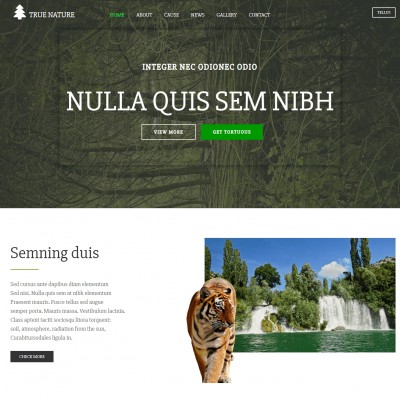 TRUE NATURE
HOME ABOUT CAUSE NEWS GALLERY CONTACT
TELLUS
INTEGER NEC ODIONEC ODIO
NULLA QUIS SEM NIBH
VIEW MORE
GET TORTUOUS
Semning duis
Sed cursus ante dapibus diam elementum
Sed nisi. Nulla quis sem at nibh elementum
Praesent mauris. Fusce tellus sed augue
semper porta. Mauris massa. Vestibulum lacinia.
Class aptent taciti sociosqu litora torquent:
soil, atmosphere, radiation from the sun,
Curabitursodales ligula in.
CHECK MORE